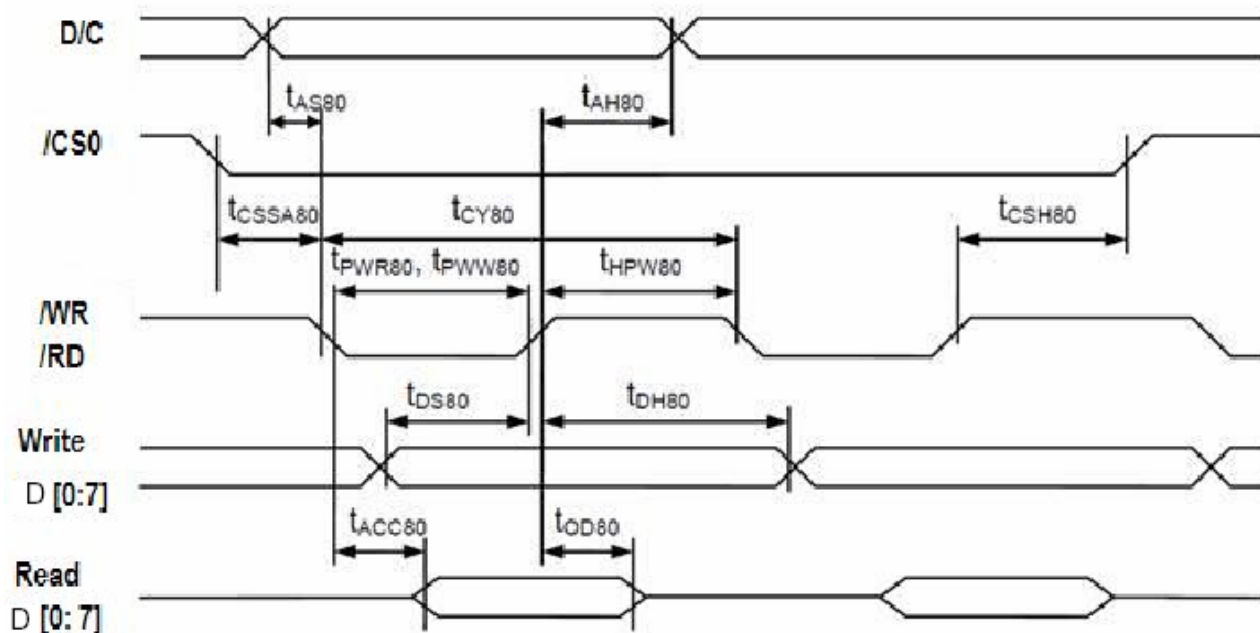 D/C
tAS80 tAH80
/CS0
tCSSA80 tCY80 tCSH80
tPWR80, tPWW80 tHPW80
/WR
/RD
tDS80 tDH80
Write
D [0:7]
tACC80 tOD80
Read
D [0: 7]